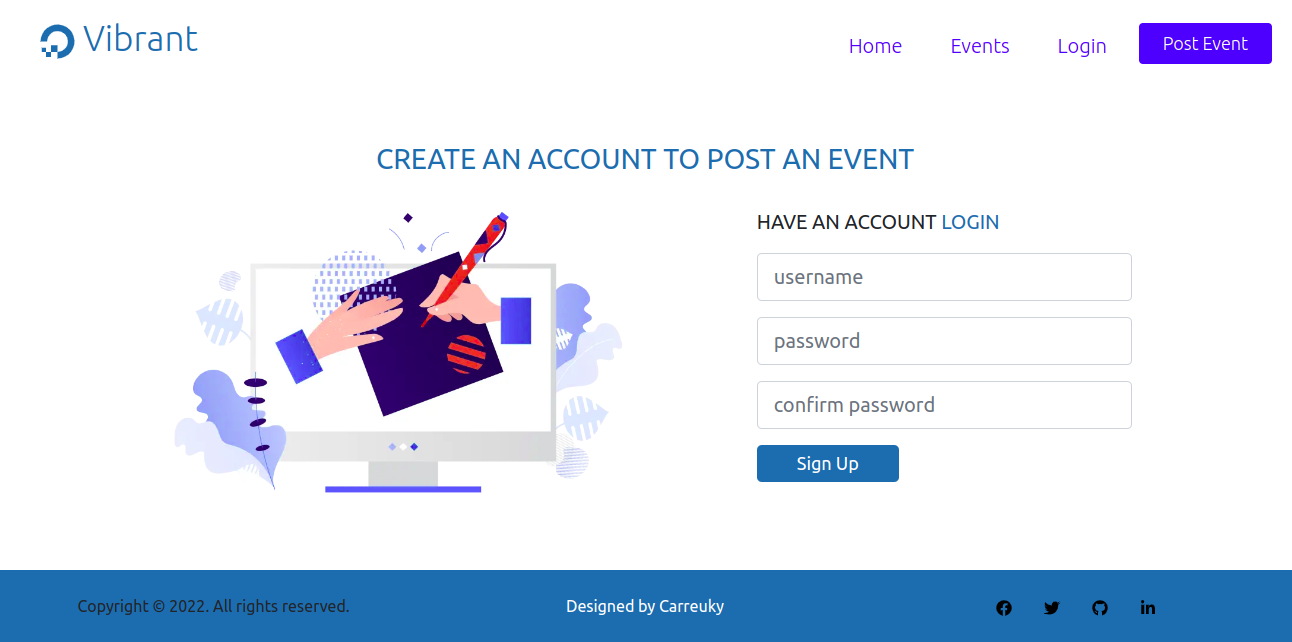 Vibrant
Home Events Login Post Event
CREATE AN ACCOUNT TO POST AN EVENT
HAVE AN ACCOUNT LOGIN
username
password
confirm password
Sign Up
Copyright © 2022. All rights reserved. Designed by Carreuky